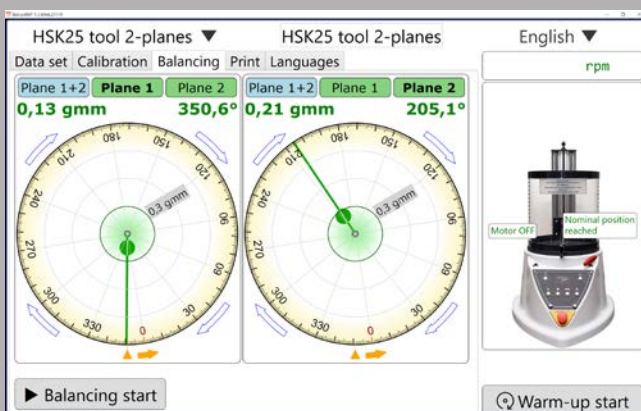 HSK25 tool 2-planes ▼
HSK25 tool 2-planes
English ▼
Data set Calibration Balancing Print Languages
rpm
Plane 1+2 Plane 1 Plane 2
0,13 gmm 350,6°
180
150
120
90
60
30
0
330
300
270
240
210
0,3 gmm
Plane 1+2 Plane 1 Plane 2
0,21 gmm 205,1°
180
150
120
90
60
30
0
330
300
270
240
210
0,3 gmm
Motor OFF
Nominal position
reached
Balancing start
Warm-up start